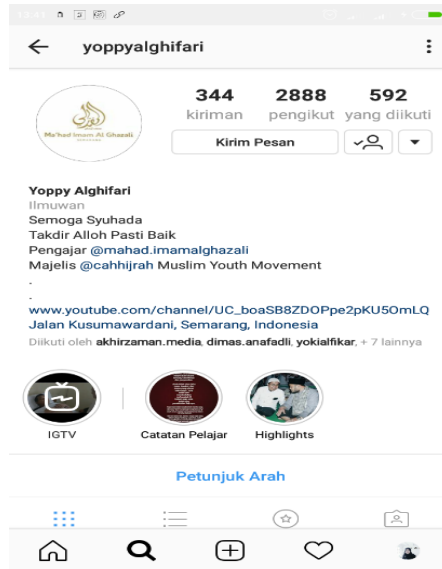 yoppyalghifari
344 2888 592
kiriman pengikut yang diikuti
Ma'had Imam Al Ghazali
Kirim Pesan
Yoppy Alghifari
Ilmuwan
Semoga Syuhada
Takdir Alloh Pasti Baik
Pengajar @mahad.imamalghazali
Majelis @cahhijrah Muslim Youth Movement
.
.
www.youtube.com/channel/UC_boaSB8ZDOPpe2pKU5OmLQ
Jalan Kusumawardani, Semarang, Indonesia
Diikuti oleh akhirzaman.media, dimas.anafadli, yokialfikar, + 7 lainnya
IGTV Catatan Pelajar Highlights
Petunjuk Arah